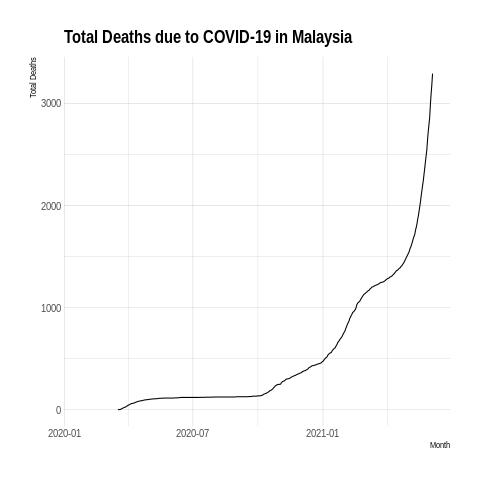 Total Deaths due to COVID-19 in Malaysia
Total Deaths
3000
2000
1000
0
2020-01
2020-07
2021-01
Month